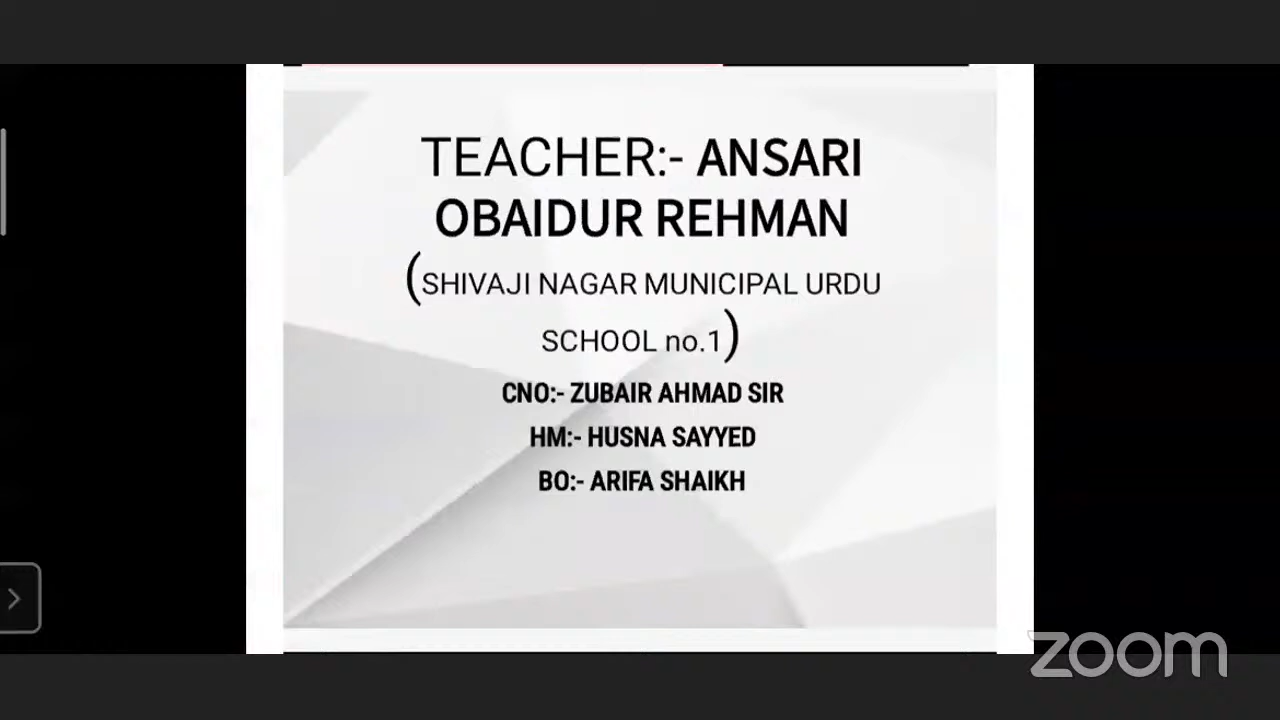 TEACHER:- ANSARI
OBAIDUR REHMAN
(SHIVAJI NAGAR MUNICIPAL URDU
SCHOOL no.1)
CNO:- ZUBAIR AHMAD SIR
HM:- HUSNA SAYYED
BO:- ARIFA SHAIKH
zoom